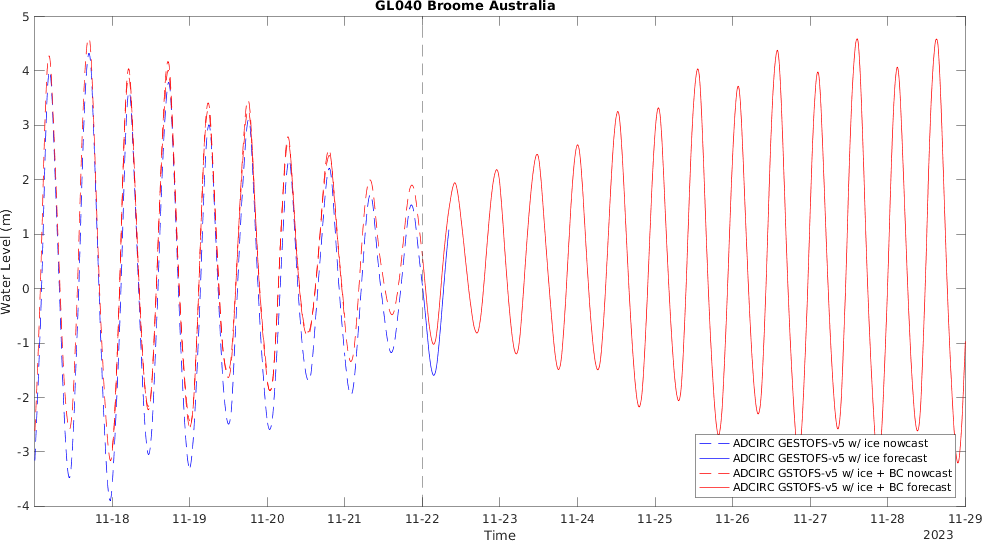 GL040 Broome Australia
Water Level (m)
5
4
3
2
1
0
-1
-2
-3
-4
ADCIRC GESTOFS-v5 w/ ice nowcast
ADCIRC GESTOFS-v5 w/ ice forecast
ADCIRC GSTOFS-v5 w/ ice + BC nowcast
ADCIRC GSTOFS-v5 w/ ice + BC forecast
11-18 11-19 11-20 11-21 11-22 11-23 11-24 11-25 11-26 11-27 11-28 11-29
Time
2023